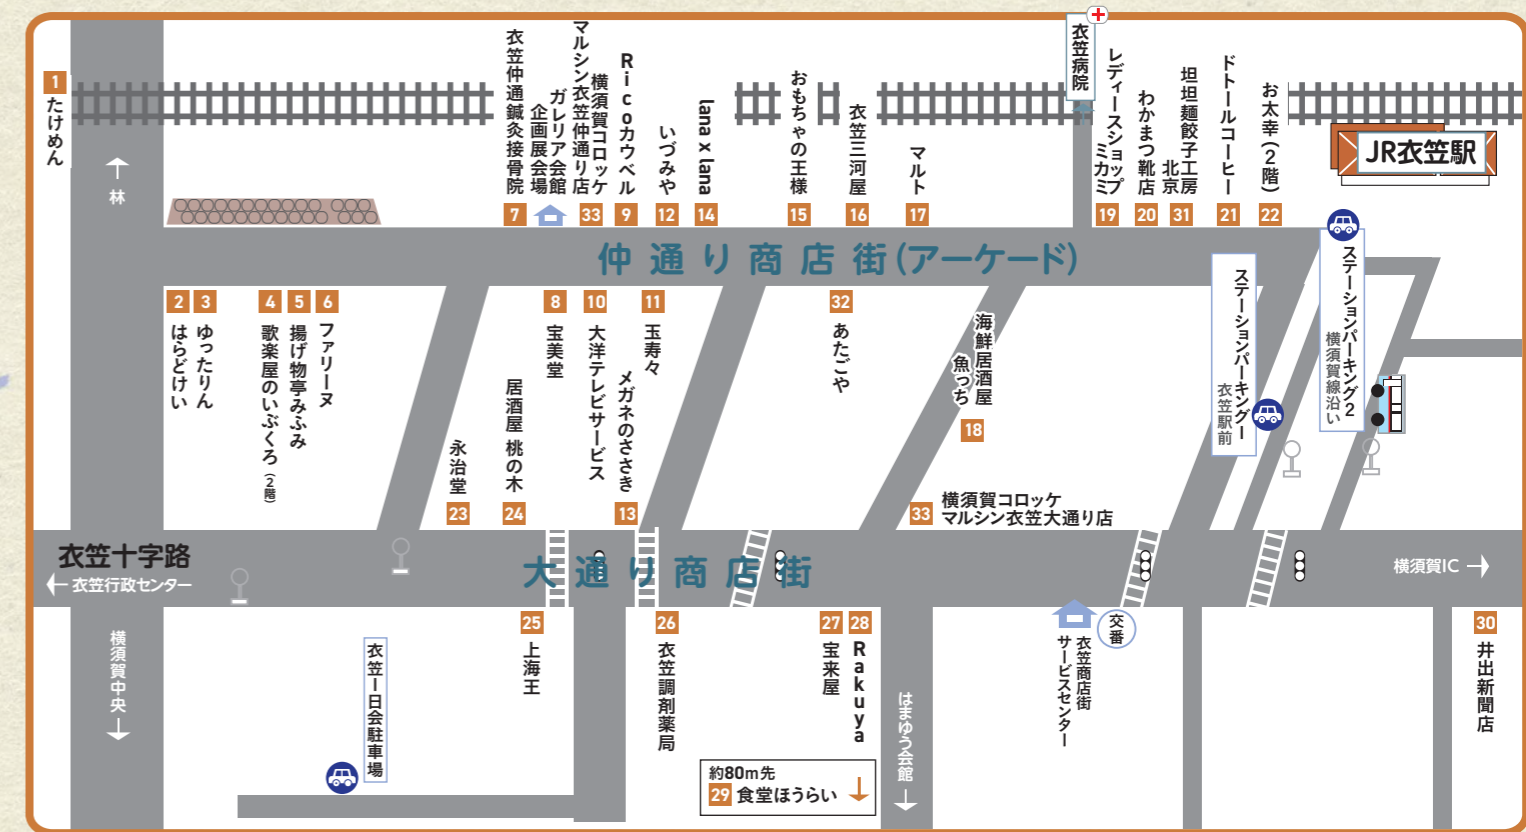 1
たけめん
林
7
衣笠仲通鍼灸接骨院
ガレリア会館
企画展会場
33
横須賀コロッケ
マルシン衣笠仲通り店
9
Ricoカウベル
12
いづみや
14
lana x lana
15
おもちゃの王様
16
衣笠三河屋
17
マルト
衣笠病院
19
レディースショップ
ミカミ
20
わかまつ靴店
31
坦坦麺餃子工房
北京
21
ドトールコーヒー
22
お太幸(2階)
JR衣笠駅
仲通り商店街(アーケード)
2
はらどけい
3
ゆったりん
4
歌楽屋のいぶくろ(2階)
5
揚げ物亭みふみ
6
ファリーヌ
8
宝美堂
10
大洋テレビサービス
11
玉寿々
32
あたごや
海鮮居酒屋
魚っち
18
ステーションパーキング1
衣笠駅前
ステーションパーキング2
横須賀線沿い
永治堂
23
居酒屋 桃の木
24
メガネのささき
13
33
横須賀コロッケ
マルシン衣笠大通り店
衣笠十字路
衣笠行政センター
大通り商店街
横須賀IC
横須賀中央
衣笠一日会駐車場
25
上海王
26
衣笠調剤薬局
27
宝来屋
28
Rakuya
はまゆう会館
衣笠商店街
サービスセンター
交番
30
井出新聞店
約80m先
29 食堂ほうらい